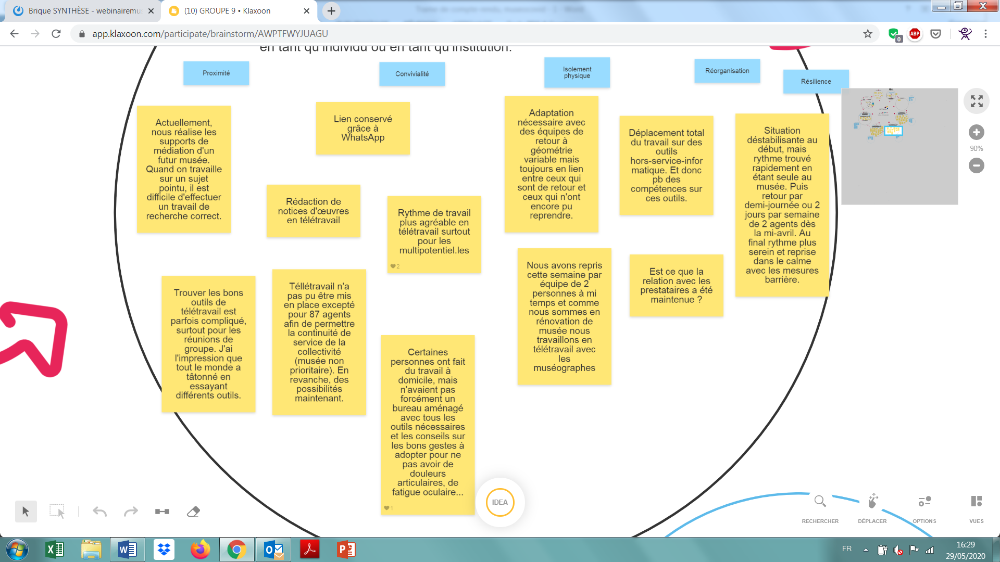 Brique SYNTHÈSE - webinairemu
(10) GROUPE 9 • Klaxoon
app.klaxoon.com/participate/brainstorm/AWPTFWYJUAGU
0
ABP
en tant qu'individu ou en tant qu'institution.
Proximité
Convivialité
Isolement
physique
Réorganisation
Résilience
Actuellement,
nous réalise les
supports de
médiation d'un
futur musée.
Quand on travaille
sur un sujet
pointu, il est
difficile d'effectuer
un travail de
recherche correct.
Lien conservé
grâce à
WhatsApp
Rédaction de
notices d'œuvres
en télétravail
Rythme de travail
plus agréable en
télétravail surtout
pour les
multipotentiel.les
2
Adaptation
nécessaire avec
des équipes de
retour à
géométrie
variable mais
toujours en lien
entre ceux qui
sont de retour et
ceux qui n'ont
encore pu
reprendre.
Déplacement total
du travail sur des
outils
hors-service-infor
matique. Et donc
pb des
compétences sur
ces outils.
Situation
déstabilisante au
début, mais
rythme trouvé
rapidement en
étant seule au
musée. Puis
retour par
demi-journée ou 2
jours par semaine
de 2 agents dès
la mi-avril. Au
final rythme plus
serein et reprise
dans le calme
avec les mesures
barrière.
90%
Trouver les bons
outils de
télétravail est
parfois compliqué,
surtout pour les
réunions de
groupe. J'ai
l'impression que
tout le monde a
tâtonné en
essayant
différents outils.
Téllétravail n'a
pas pu être mis
en place excepté
pour 87 agents
afin de permettre
la continuité de
service de la
collectivité
(musée non
prioritaire). En
revanche, des
possibilités
maintenant.
Certaines
personnes ont fait
du travail à
domicile, mais
n'avaient pas
forcément un
bureau aménagé
avec tous les
outils nécessaires
et les conseils sur
les bons gestes à
adopter pour ne
pas avoir de
douleurs
articulaires, de
fatigue oculaire...
1
Nous avons repris
cette semaine par
équipe de 2
personnes à mi
temps et comme
nous sommes en
rénovation de
musée nous
travaillons en
télétravail avec
les
muséographes
Est ce que la
relation avec les
prestataires a été
maintenue ?
IDEA
RECHERCHER
DÉPLACER
OPTIONS
VUES
FR
16:29
29/05/2020